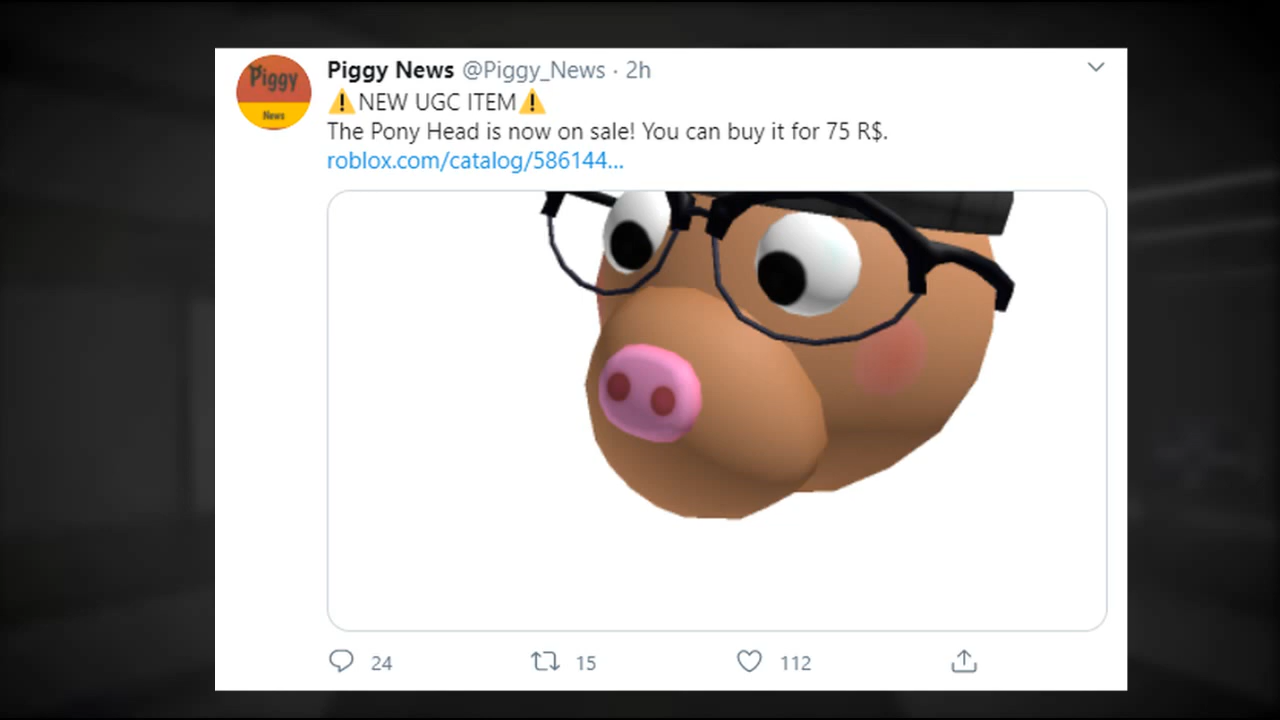 Piggy
News
Piggy News @Piggy_News · 2h
⚠️NEW UGC ITEM⚠️
The Pony Head is now on sale! You can buy it for 75 R$.
roblox.com/catalog/586144...
24 15 112